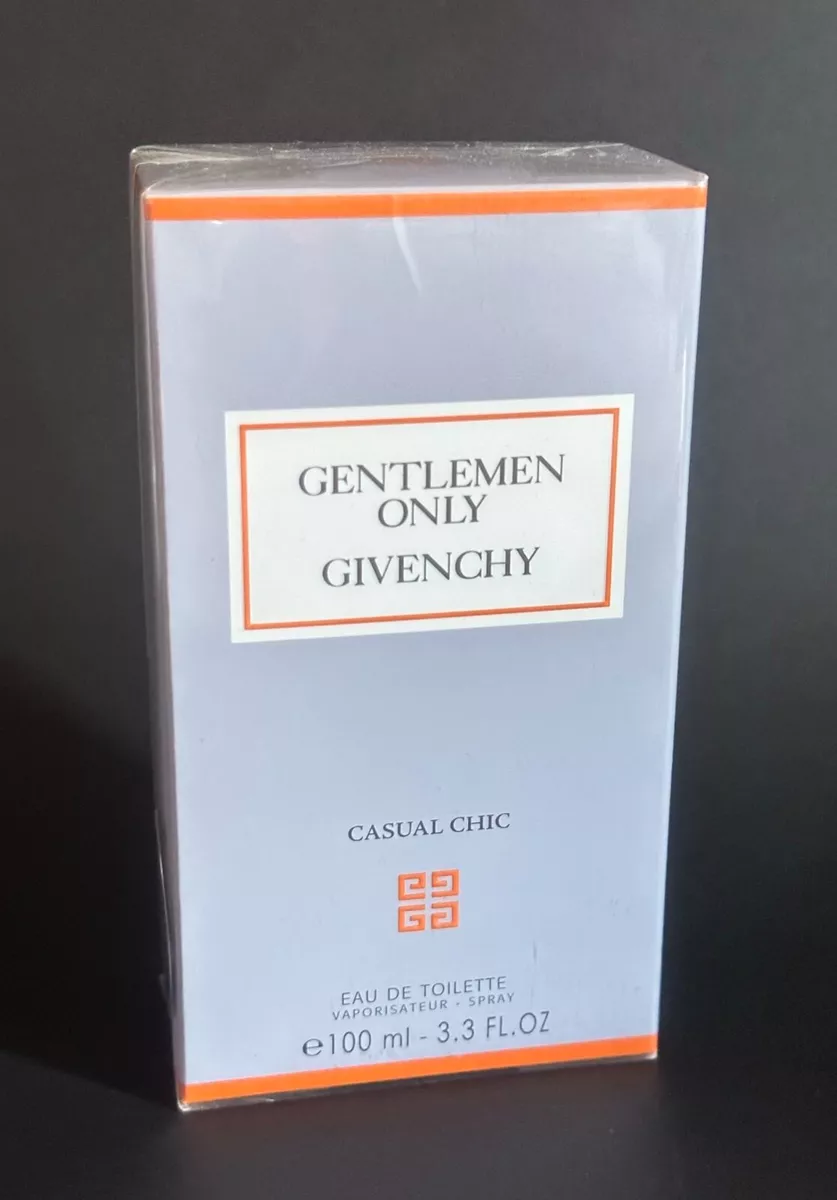 GENTLEMEN
ONLY
GIVENCHY
CASUAL CHIC
EAU DE TOILETTE
VAPORISATEUR - SPRAY
℮100 ml - 3.3 FL.OZ